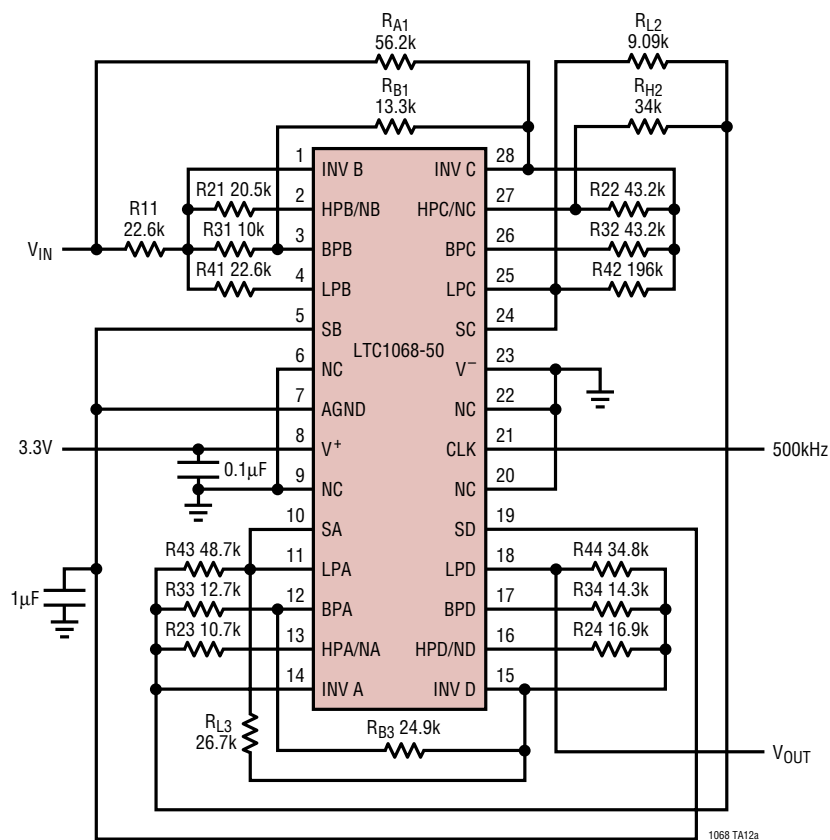 RA1
56.2k
RL2
9.09k
RB1
13.3k
RH2
34k
1 INV B
INV C 28
R21 20.5k
2 HPB/NB
HPC/NC 27
R22 43.2k
R11
22.6k
VIN
R31 10k
3 BPB
BPC 26
R32 43.2k
R41 22.6k
4 LPB
LPC 25
R42 196k
5 SB
SC 24
LTC1068-50
6 NC
V– 23
7 AGND
NC 22
3.3V
8 V+
CLK 21
500kHz
0.1µF
9 NC
NC 20
10 SA
SD 19
R43 48.7k
11 LPA
LPD 18
R44 34.8k
1µF
R33 12.7k
12 BPA
BPD 17
R34 14.3k
R23 10.7k
13 HPA/NA
HPD/ND 16
R24 16.9k
14 INV A
INV D 15
RL3
26.7k
RB3 24.9k
VOUT
1068 TA12a